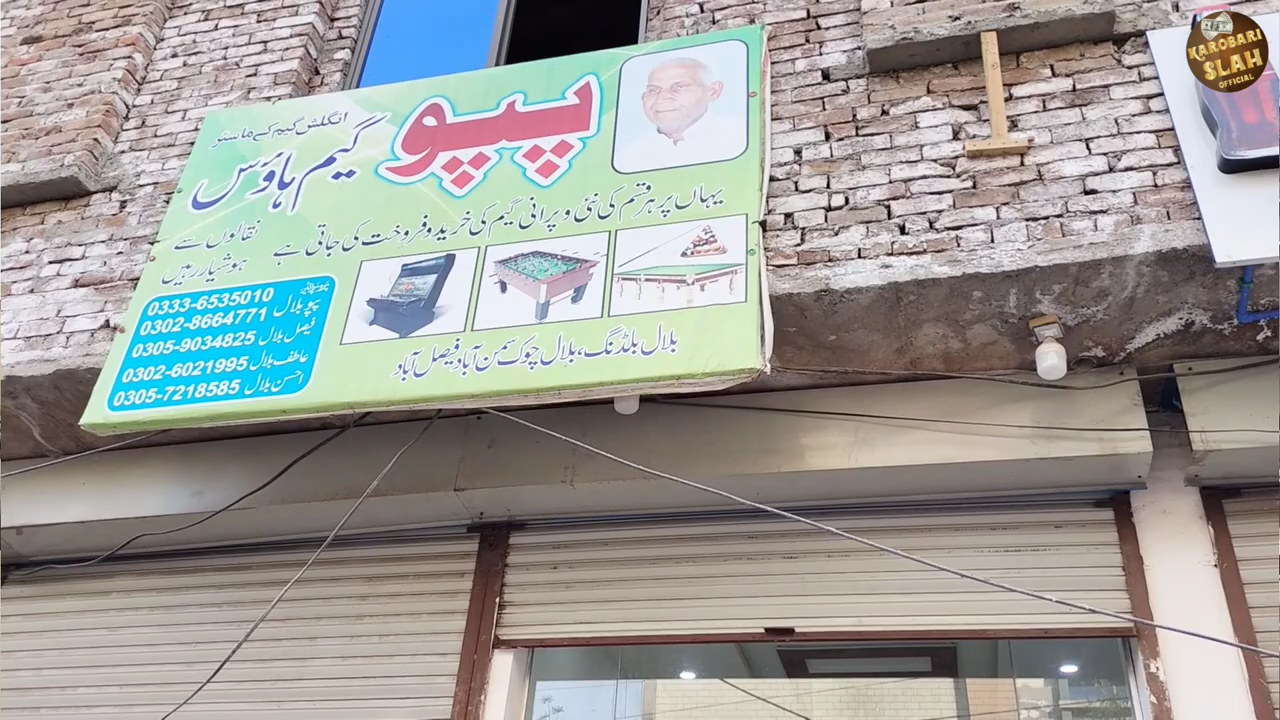 پپو
گیم ہاؤس
انگلش گیم کے ماسٹر
یہاں پر ہر قسم کی نئی و پرانی گیم کی خرید و فروخت کی جاتی ہے
نقالوں سے
ہوشیار رہیں
پپو بلال 0333-6535010
0302-8664771
فیصل بلال 0305-9034825
عاطف بلال 0302-6021995
احسن بلال 0305-7218585
بلال بلڈنگ، بلال چوک سمن آباد فیصل آباد
KAROBARI
SLAH
OFFICIAL